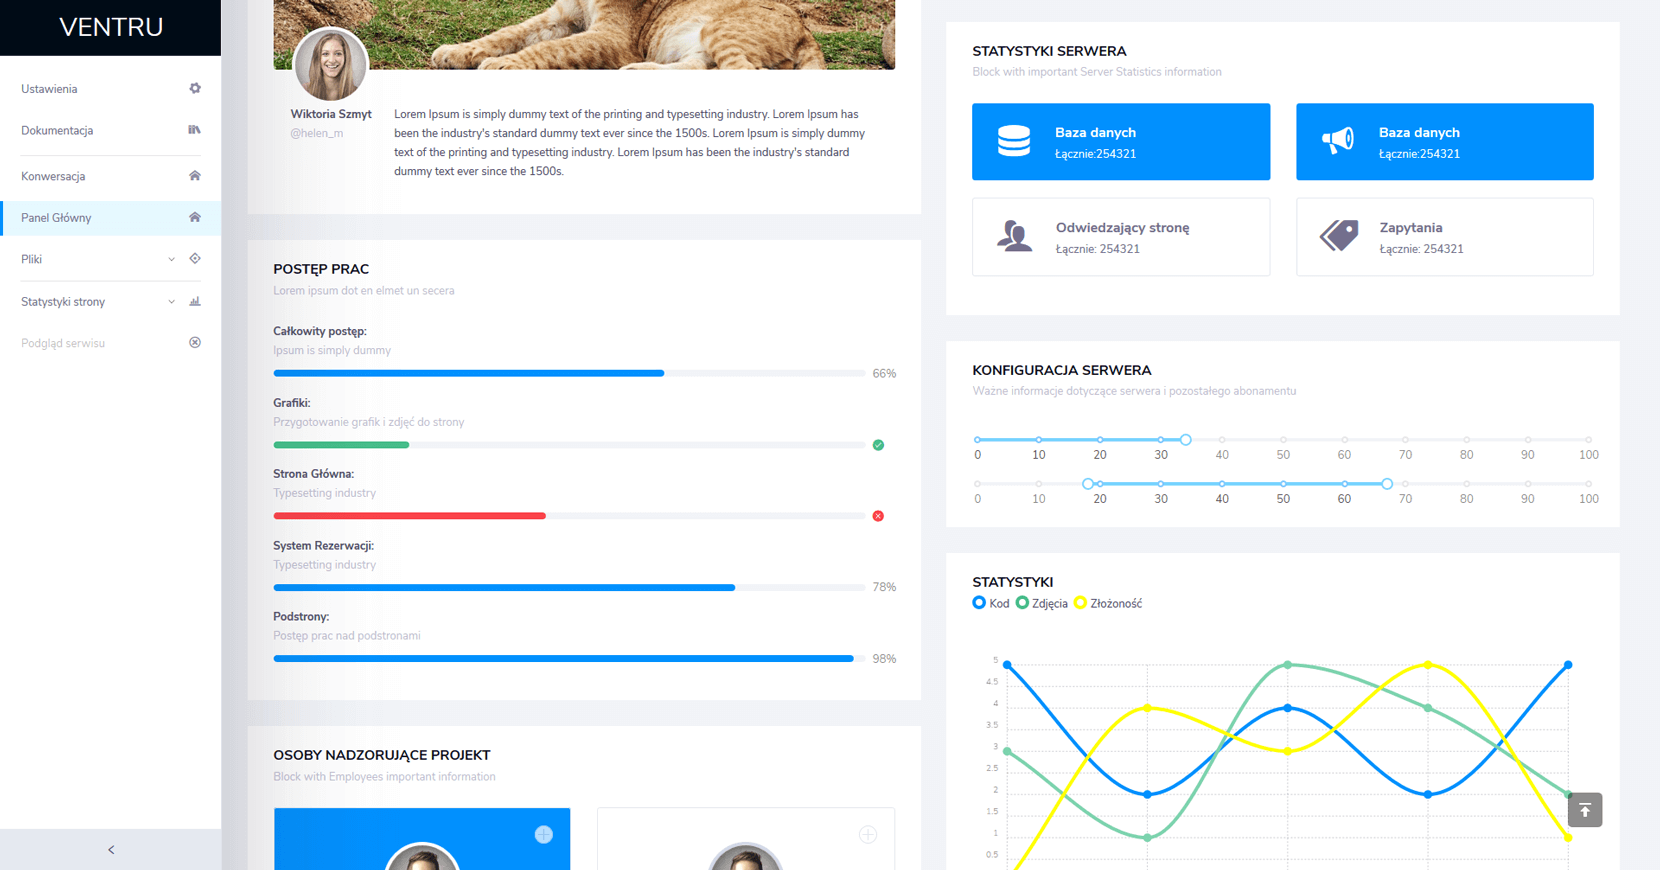 VENTRU
Ustawienia
Dokumentacja
Konwersacja
Panel Główny
Pliki
Statystyki strony
Podgląd serwisu
Wiktoria Szmyt
@helen_m
Lorem Ipsum is simply dummy text of the printing and typesetting industry. Lorem Ipsum has
been the industry's standard dummy text ever since the 1500s. Lorem Ipsum is simply dummy
text of the printing and typesetting industry. Lorem Ipsum has been the industry's standard
dummy text ever since the 1500s.
POSTĘP PRAC
Lorem ipsum dot en elmet un secera
Całkowity postęp:
Ipsum is simply dummy
66%
Grafiki:
Przygotowanie grafik i zdjęć do strony
Strona Główna:
Typesetting industry
System Rezerwacji:
Typesetting industry
78%
Podstrony:
Postęp prac nad podstronami
98%
OSOBY NADZORUJĄCE PROJEKT
Block with Employees important information
STATYSTYKI SERWERA
Block with important Server Statistics information
Baza danych
Łącznie:254321
Baza danych
Łącznie:254321
Odwiedzający stronę
Łącznie: 254321
Zapytania
Łącznie: 254321
KONFIGURACJA SERWERA
Ważne informacje dotyczące serwera i pozostałego abonamentu
0 10 20 30 40 50 60 70 80 90 100
0 10 20 30 40 50 60 70 80 90 100
STATYSTYKI
Kod Zdjęcia Złożoność
5
4.5
4
3.5
3
2.5
2
1.5
1
0.5